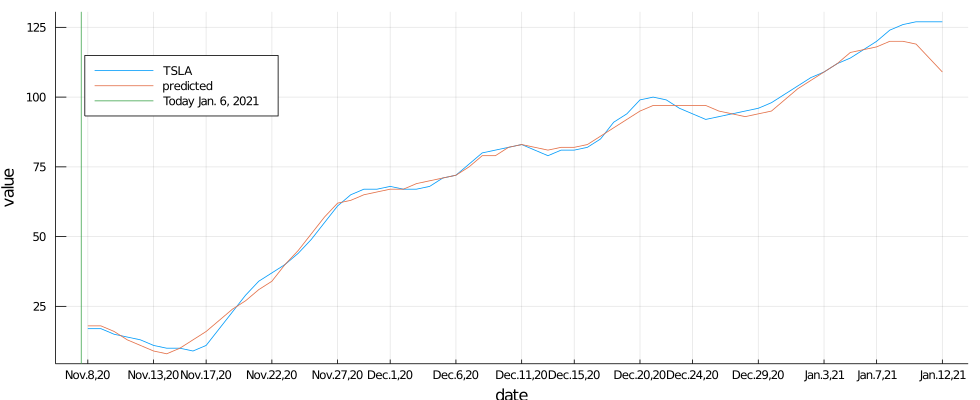 125
100
75
50
25
value
TSLA
predicted
Today Jan. 6, 2021
Nov.8,20 Nov.13,20 Nov.17,20 Nov.22,20 Nov.27,20 Dec.1,20 Dec.6,20 Dec.11,20 Dec.15,20 Dec.20,20 Dec.24,20 Dec.29,20 Jan.3,21 Jan.7,21 Jan.12,21
date